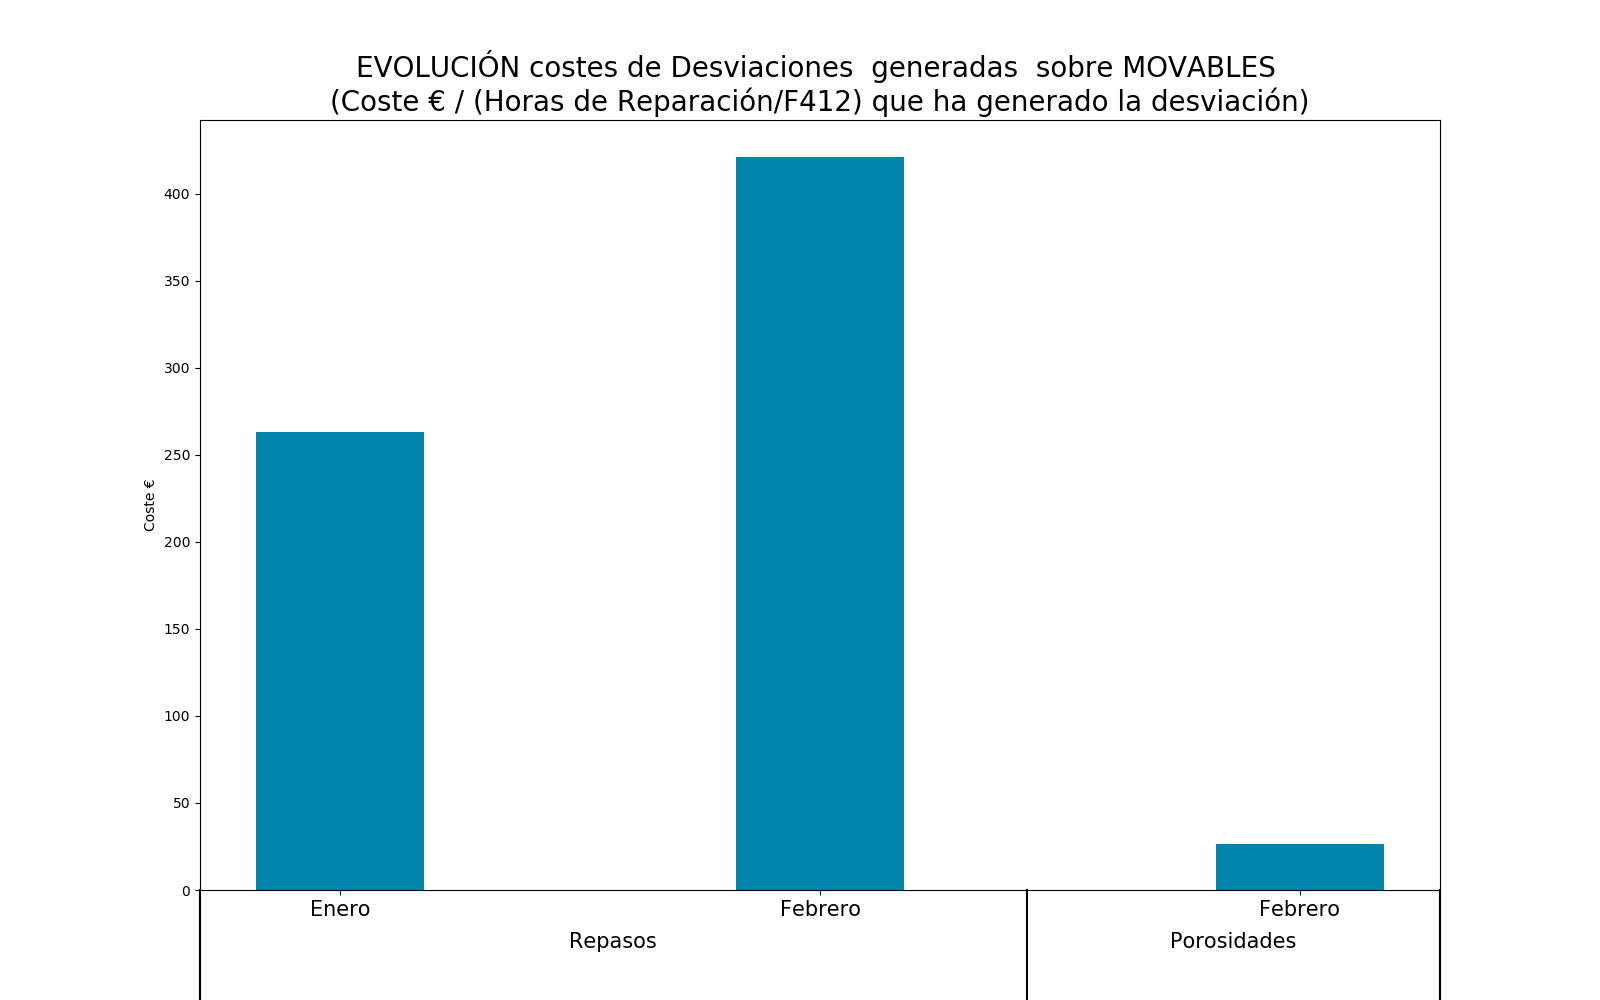 EVOLUCIÓN costes de Desviaciones  generadas  sobre MOVABLES
(Coste € / (Horas de Reparación/F412) que ha generado la desviación)
400
350
300
250
200
150
100
50
0
Coste €
Enero Febrero Febrero
Repasos Porosidades